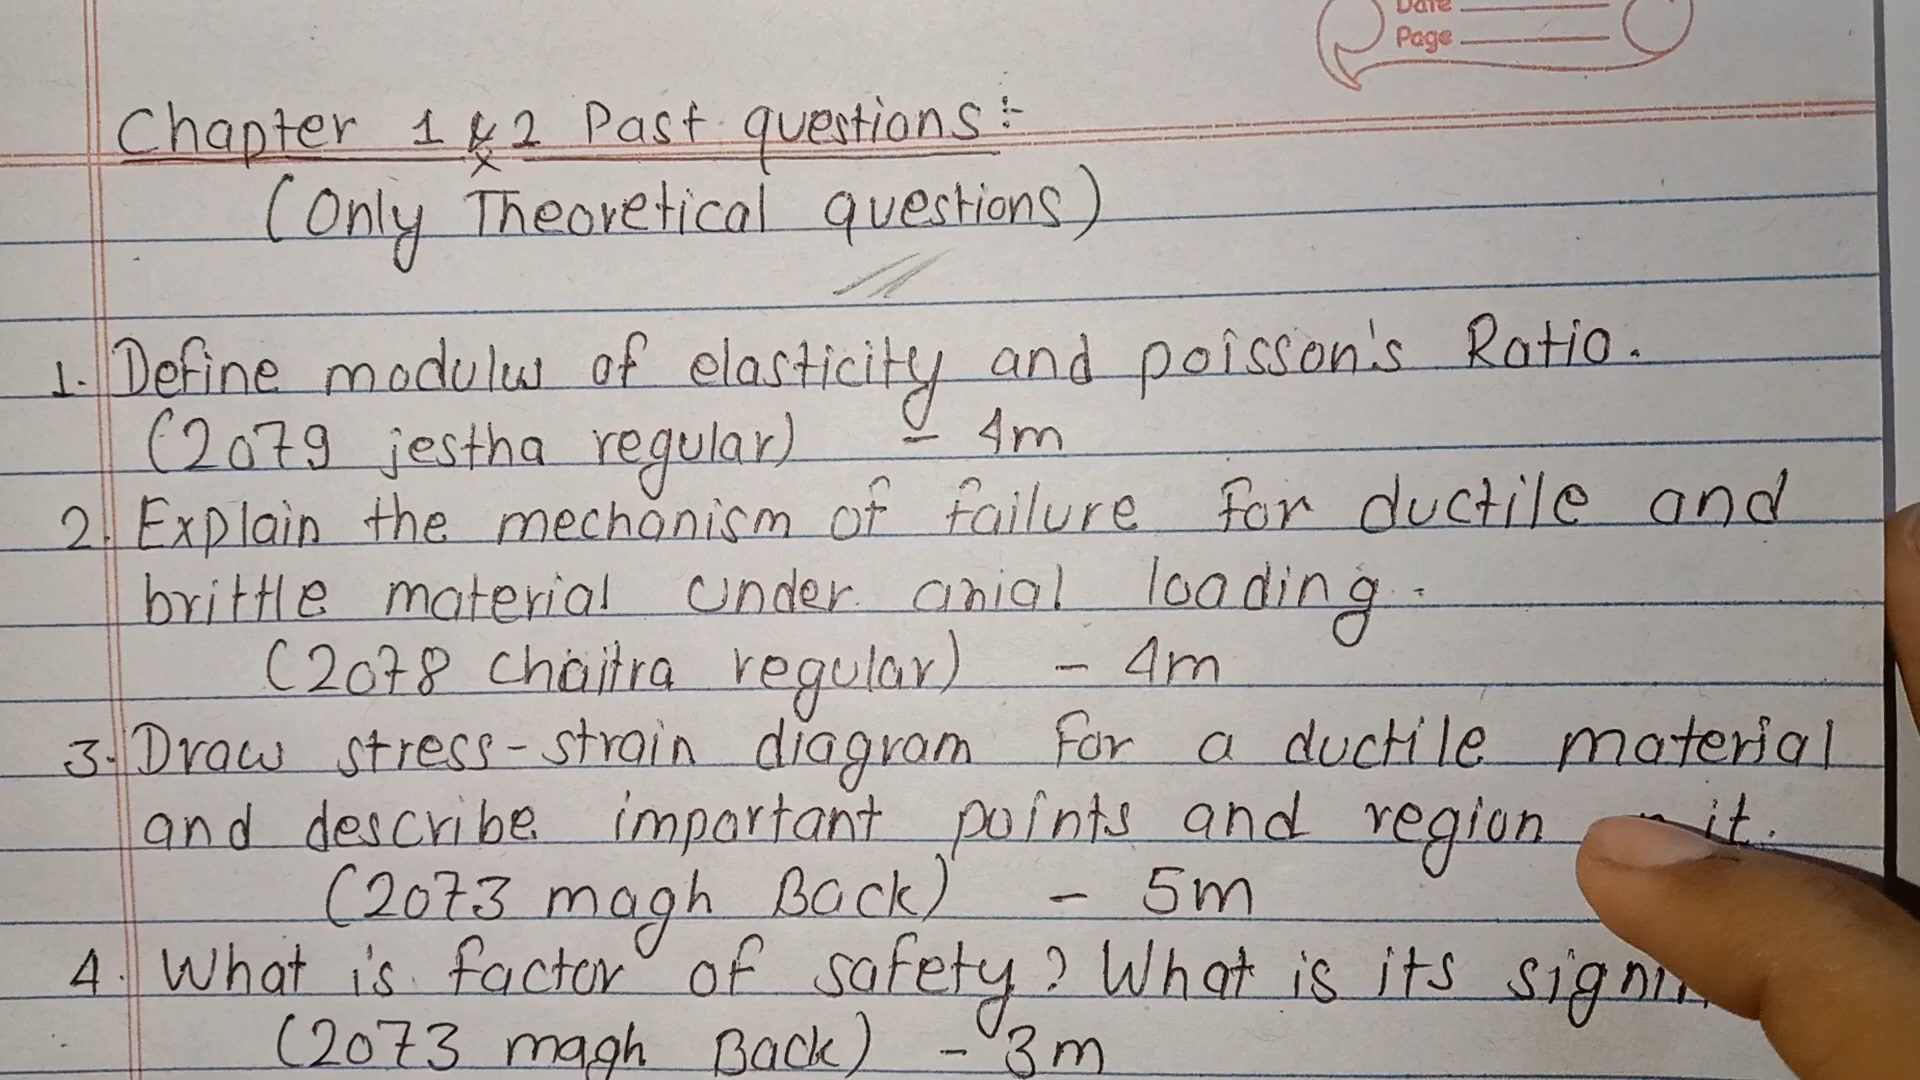 Date
Page
Chapter 1 & 2 Past questions:-
(Only Theoretical questions)
1. Define modulus of elasticity and poisson's Ratio.
(2079 jestha regular) - 4m
2. Explain the mechanism of failure for ductile and
brittle material under axial loading.
(2078 chaitra regular) - 4m
3. Draw stress-strain diagram for a ductile material
and describe important points and region it.
(2073 magh Back) - 5m
4. What is factor of safety? What is its
(2073 magh Back) - 3m